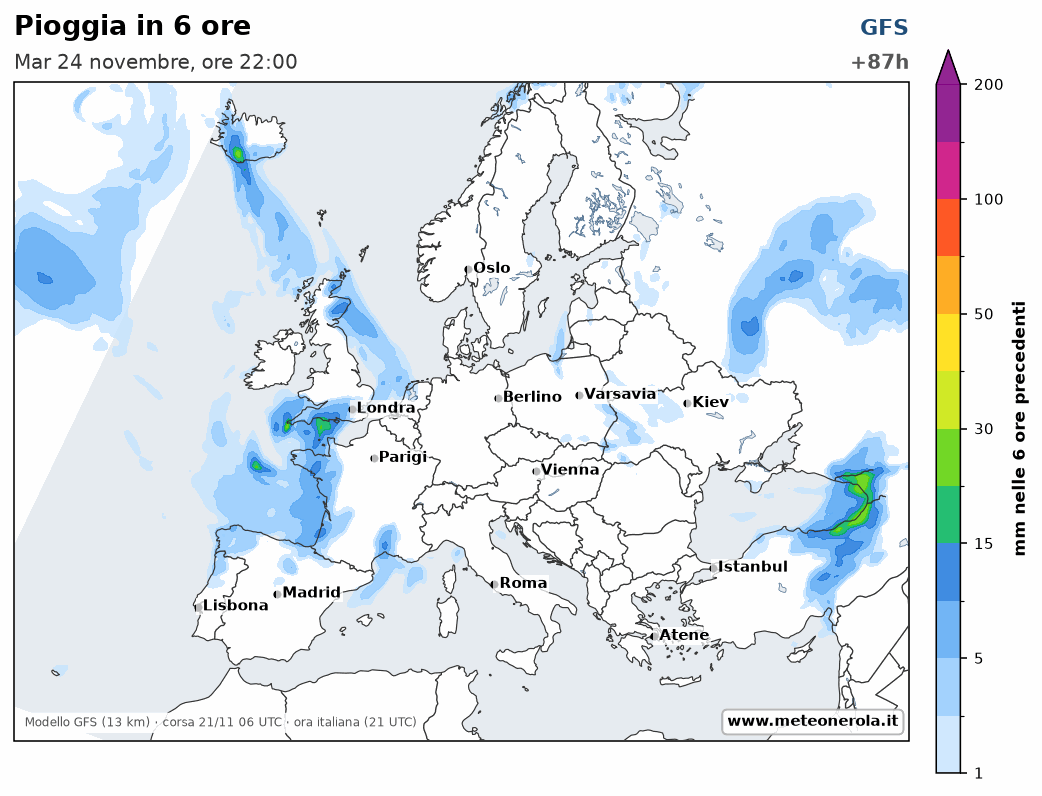 Pioggia in 6 ore
GFS
Mar 24 novembre, ore 22:00
+87h
200
100
50
30
15
5
1
mm nelle 6 ore precedenti
Oslo
Berlino
Varsavia
Kiev
Londra
Parigi
Vienna
Istanbul
Roma
Madrid
Lisbona
Atene
Modello GFS (13 km) · corsa 21/11 06 UTC · ora italiana (21 UTC)
www.meteonerola.it